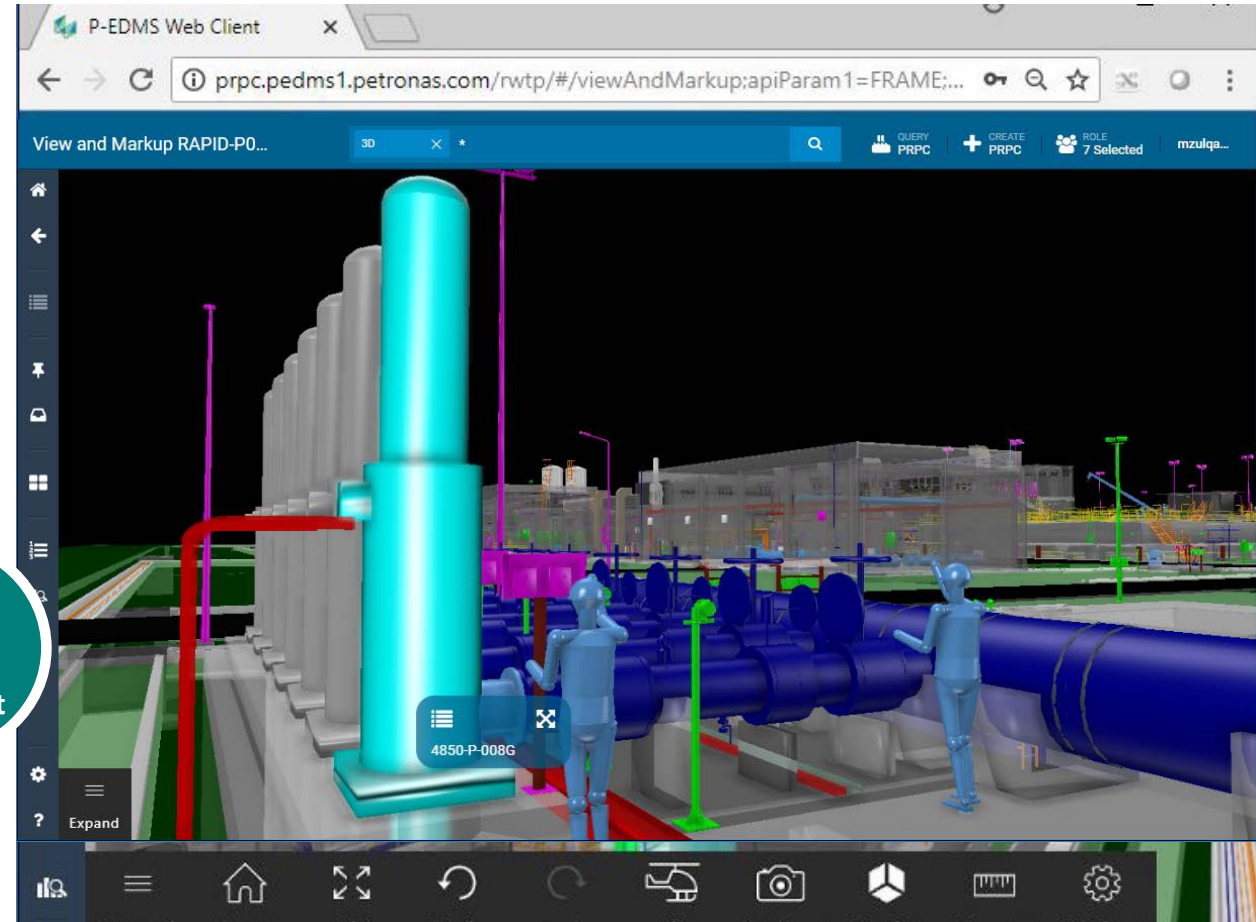 P-EDMS Web Client
prpc.pedms1.petronas.com/rwtp/#/viewAndMarkup;apiParam1=FRAME;...
View and Markup RAPID-P0...
3D
*
QUERY
PRPC
CREATE
PRPC
ROLE
7 Selected
mzulqa...
4850-P-008G
t
?
Expand